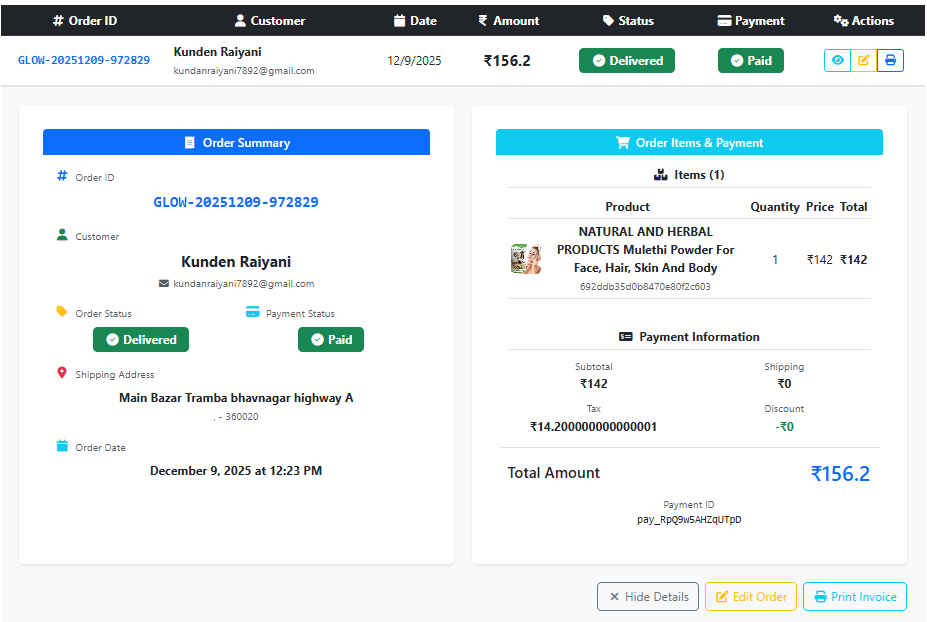 Order ID Customer Date ₹ Amount Status Payment Actions
GLOW-20251209-972829 Kunden Raiyani 12/9/2025 ₹156.2 Delivered Paid
kundanraiyani7892@gmail.com
Order Summary
# Order ID
GLOW-20251209-972829
Customer
Kunden Raiyani
kundanraiyani7892@gmail.com
Order Status Payment Status
Delivered Paid
Shipping Address
Main Bazar Tramba bhavnagar highway A
, - 360020
Order Date
December 9, 2025 at 12:23 PM
Order Items & Payment
Items (1)
Product Quantity Price Total
NATURAL AND HERBAL
PRODUCTS Mulethi Powder For
Face, Hair, Skin And Body
692ddb35d0b8470e80f2c603
1 ₹142 ₹142
Payment Information
Subtotal Shipping
₹142 ₹0
Tax Discount
₹14.200000000000001 -₹0
Total Amount ₹156.2
Payment ID
pay_RpQ9w5AHZqUTpD
Hide Details Edit Order Print Invoice